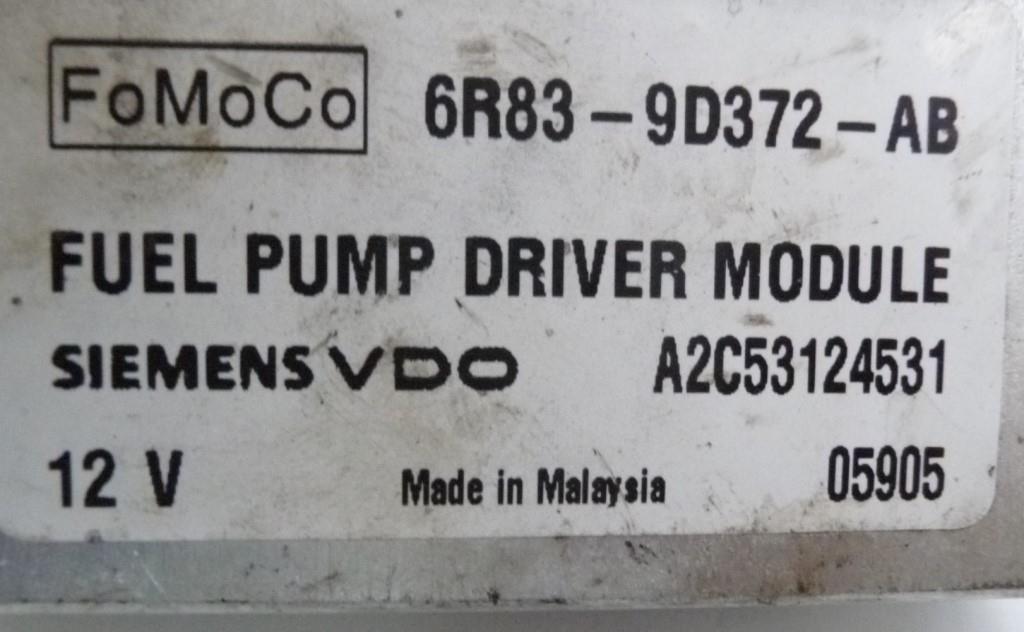 FoMoCo 6R83-9D372-AB
FUEL PUMP DRIVER MODULE
SIEMENS VDO A2C53124531
12 V Made in Malaysia 05905